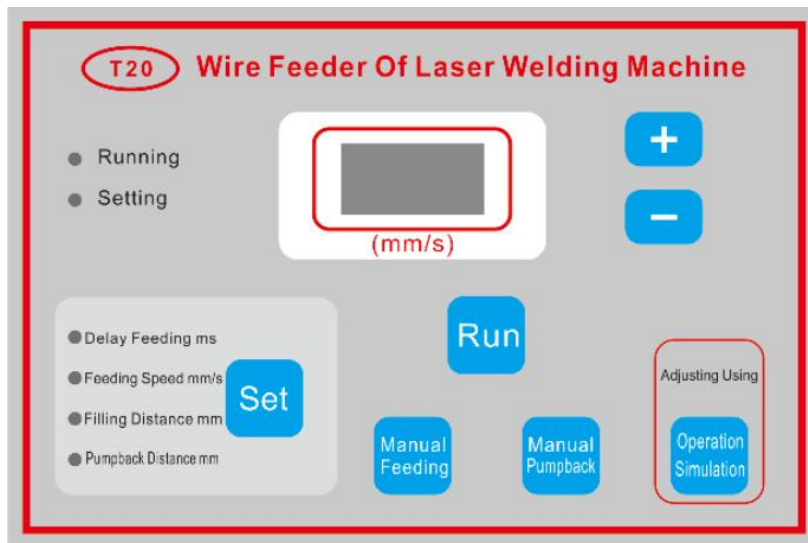 T20 Wire Feeder Of Laser Welding Machine
Running
Setting
(mm/s)
+
−
Delay Feeding ms
Feeding Speed mm/s
Filling Distance mm
Pumpback Distance mm
Set
Run
Manual
Feeding
Manual
Pumpback
Adjusting Using
Operation
Simulation